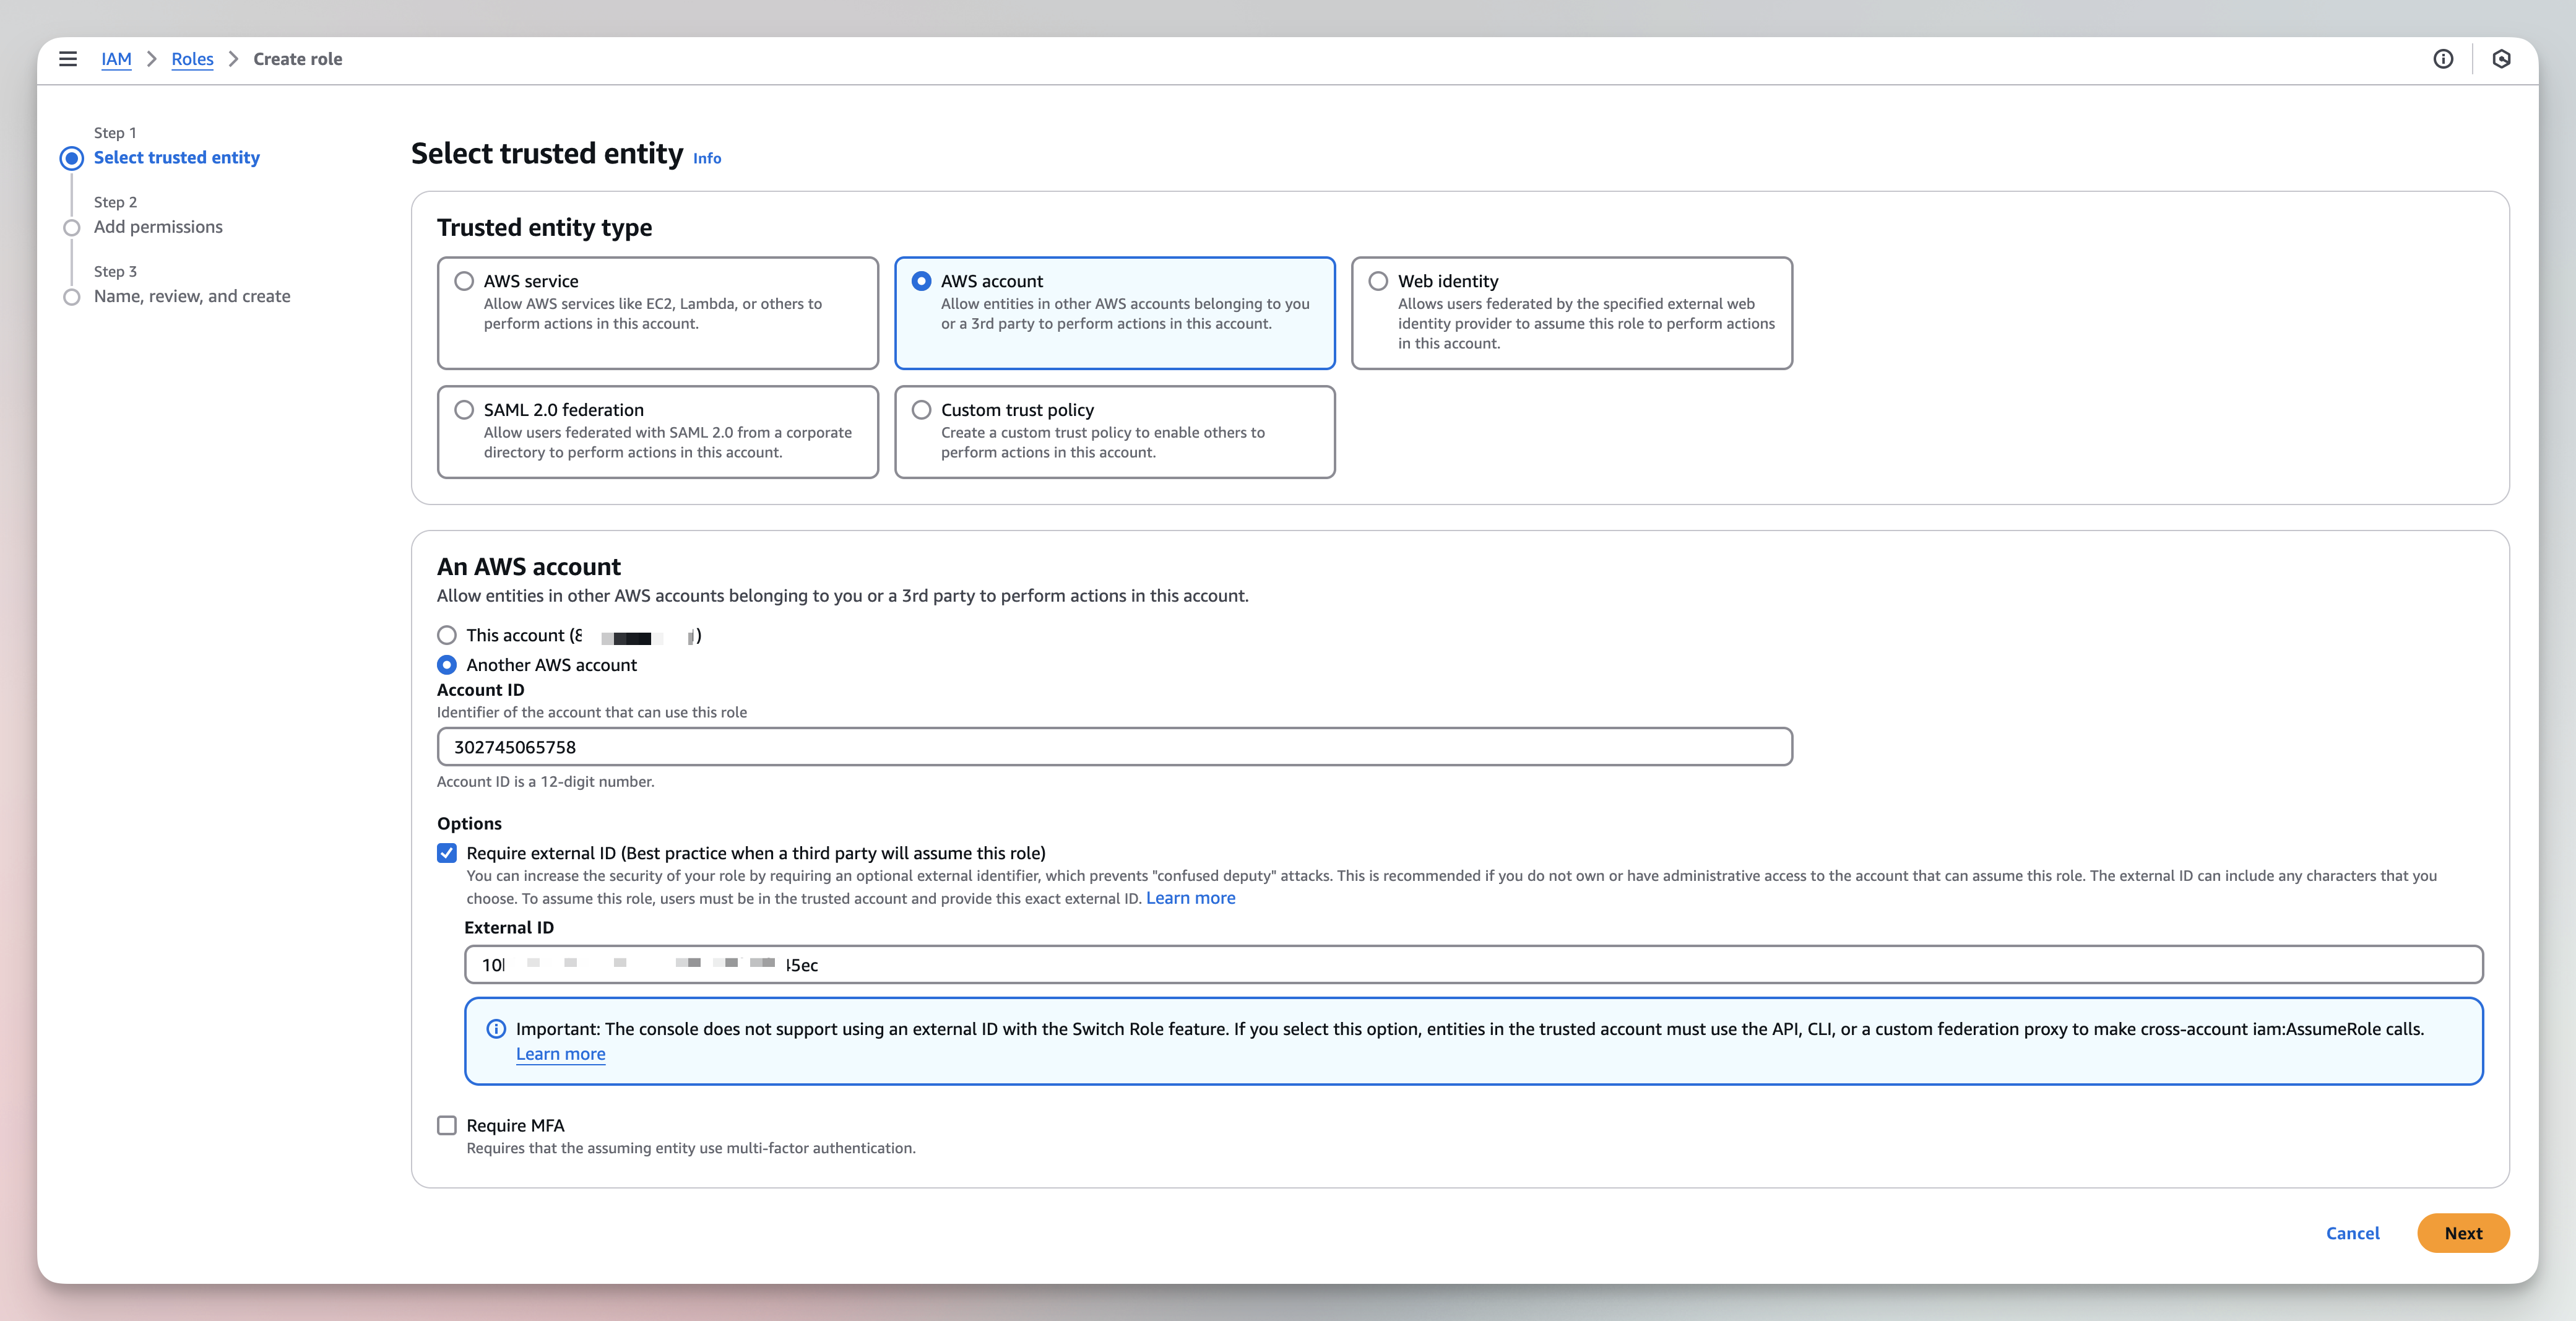 IAM > Roles > Create role
Step 1
Select trusted entity
Step 2
Add permissions
Step 3
Name, review, and create
Select trusted entity Info
Trusted entity type
AWS service
Allow AWS services like EC2, Lambda, or others to
perform actions in this account.
AWS account
Allow entities in other AWS accounts belonging to you
or a 3rd party to perform actions in this account.
Web identity
Allows users federated by the specified external web
identity provider to assume this role to perform actions
in this account.
SAML 2.0 federation
Allow users federated with SAML 2.0 from a corporate
directory to perform actions in this account.
Custom trust policy
Create a custom trust policy to enable others to
perform actions in this account.
An AWS account
Allow entities in other AWS accounts belonging to you or a 3rd party to perform actions in this account.
This account (8 )
Another AWS account
Account ID
Identifier of the account that can use this role
302745065758
Account ID is a 12-digit number.
Options
Require external ID (Best practice when a third party will assume this role)
You can increase the security of your role by requiring an optional external identifier, which prevents "confused deputy" attacks. This is recommended if you do not own or have administrative access to the account that can assume this role. The external ID can include any characters that you
choose. To assume this role, users must be in the trusted account and provide this exact external ID. Learn more
External ID
10 5ec
Important: The console does not support using an external ID with the Switch Role feature. If you select this option, entities in the trusted account must use the API, CLI, or a custom federation proxy to make cross-account iam:AssumeRole calls.
Learn more
Require MFA
Requires that the assuming entity use multi-factor authentication.
Cancel
Next